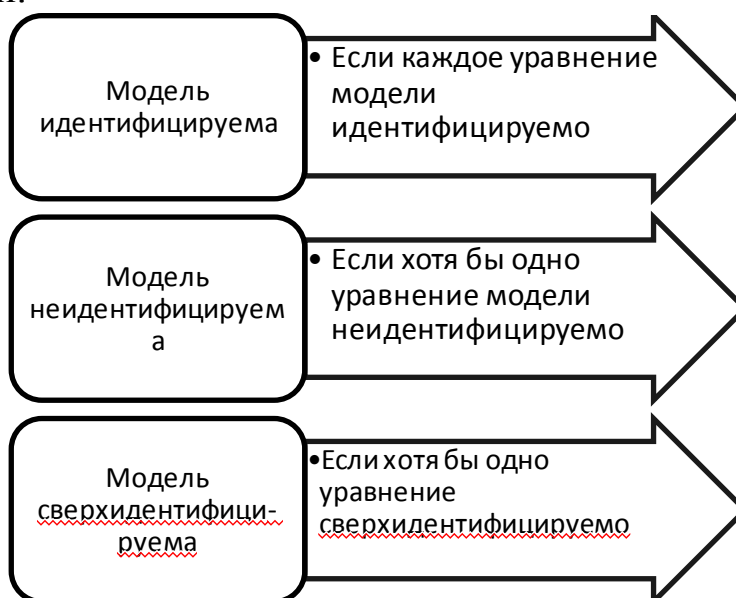 Модель
идентифицируема
• Если каждое уравнение
модели
идентифицируемо
Модель
неидентифицируем
а
• Если хотя бы одно
уравнение модели
неидентифицируемо
Модель
сверхидентифици-
руема
•Если хотя бы одно
уравнение
сверхидентифицируемо